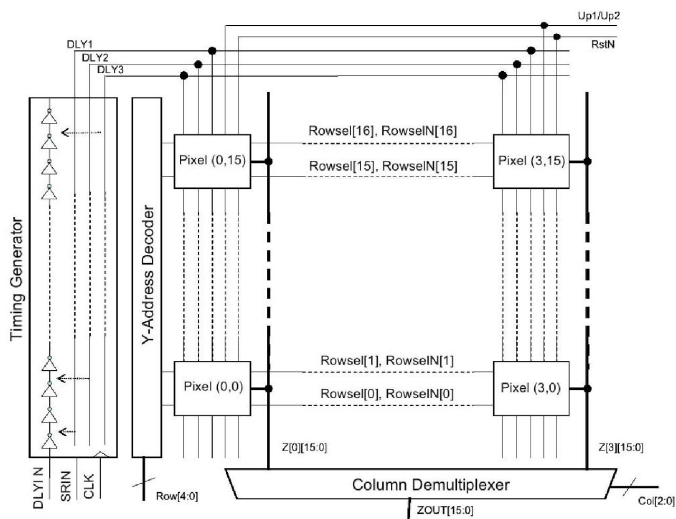 Up1/Up2
RstN
DLY1
DLY2
DLY3
Rowsel[16], RowselN[16]
Pixel (0,15)
Pixel (3,15)
Rowsel[15], RowselN[15]
Timing Generator
Y-Address Decoder
Rowsel[1], RowselN[1]
Pixel (0,0)
Pixel (3,0)
Rowsel[0], RowselN[0]
Z[0][15:0]
Z[3][15:0]
DLYI N
SRIN
CLK
Row[4:0]
Column Demultiplexer
Col[2:0]
ZOUT[15:0]